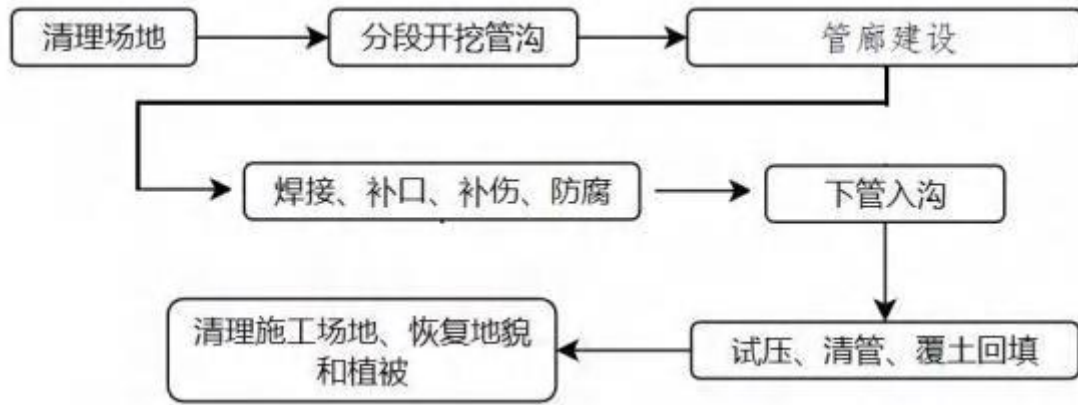 清理场地
分段开挖管沟
管廊建设
焊接、补口、补伤、防腐
下管入沟
试压、清管、覆土回填
清理施工场地、恢复地貌
和植被